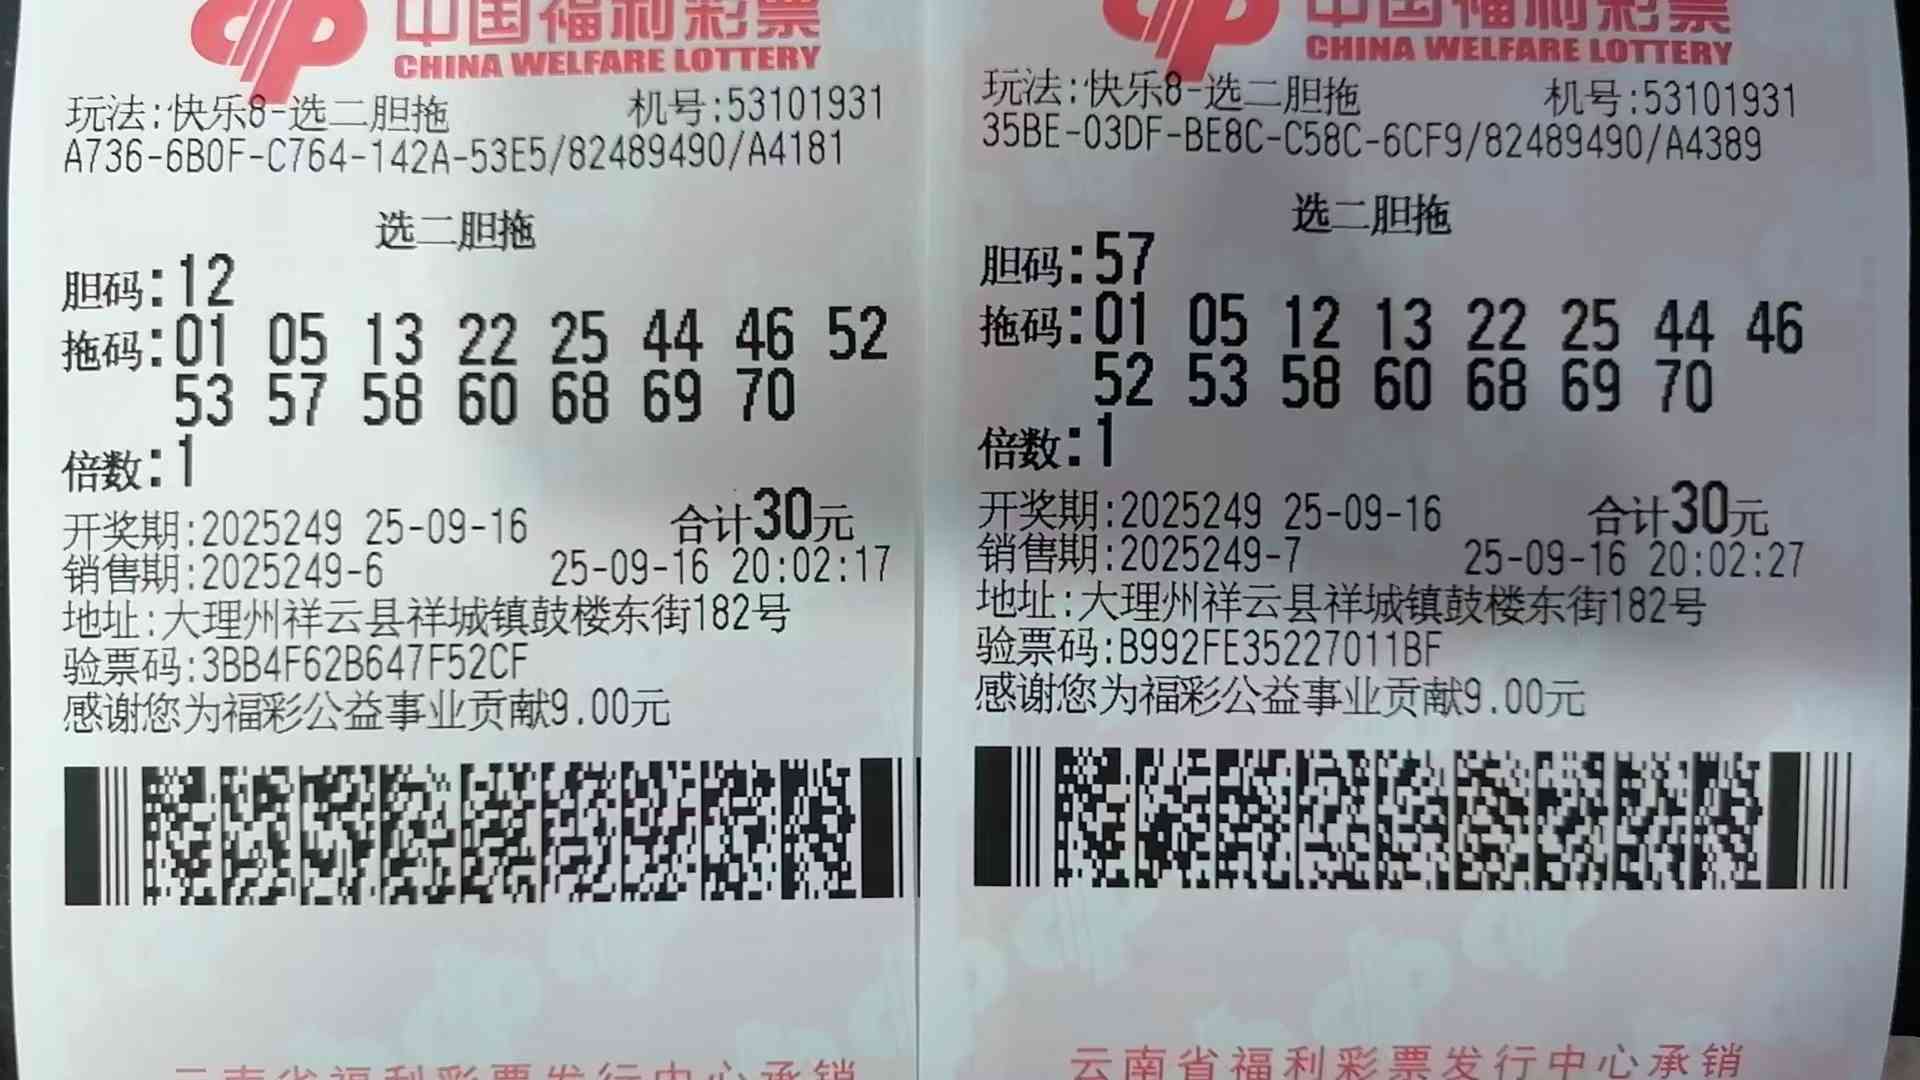 中国福利彩票
CHINA WELFARE LOTTERY
玩法:快乐8-选二胆拖 机号:53101931
A736-6B0F-C764-142A-53E5/82489490/A4181
选二胆拖
胆码:12
拖码:01 05 13 22 25 44 46 52
53 57 58 60 68 69 70
倍数:1
开奖期:2025249 25-09-16 合计30元
销售期:2025249-6 25-09-16 20:02:17
地址:大理州祥云县祥城镇鼓楼东街182号
验票码:3BB4F62B647F52CF
感谢您为福彩公益事业贡献9.00元
云南省福利彩票发行中心承销
中国福利彩票
CHINA WELFARE LOTTERY
玩法:快乐8-选二胆拖 机号:53101931
35BE-03DF-BE8C-C58C-6CF9/82489490/A4389
选二胆拖
胆码:57
拖码:01 05 12 13 22 25 44 46
52 53 58 60 68 69 70
倍数:1
开奖期:2025249 25-09-16 合计30元
销售期:2025249-7 25-09-16 20:02:27
地址:大理州祥云县祥城镇鼓楼东街182号
验票码:B992FE35227011BF
感谢您为福彩公益事业贡献9.00元
云南省福利彩票发行中心承销